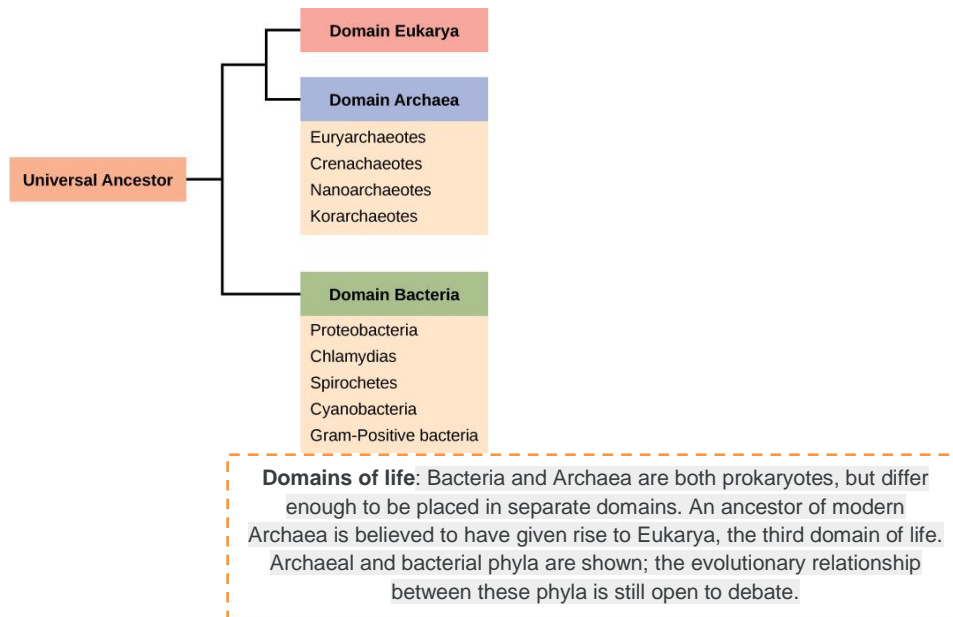 Domain Eukarya
Domain Archaea
Euryarchaeotes
Crenachaeotes
Nanoarchaeotes
Korarchaeotes
Universal Ancestor
Domain Bacteria
Proteobacteria
Chlamydias
Spirochetes
Cyanobacteria
Gram-Positive bacteria
Domains of life: Bacteria and Archaea are both prokaryotes, but differ
enough to be placed in separate domains. An ancestor of modern
Archaea is believed to have given rise to Eukarya, the third domain of life.
Archaeal and bacterial phyla are shown; the evolutionary relationship
between these phyla is still open to debate.